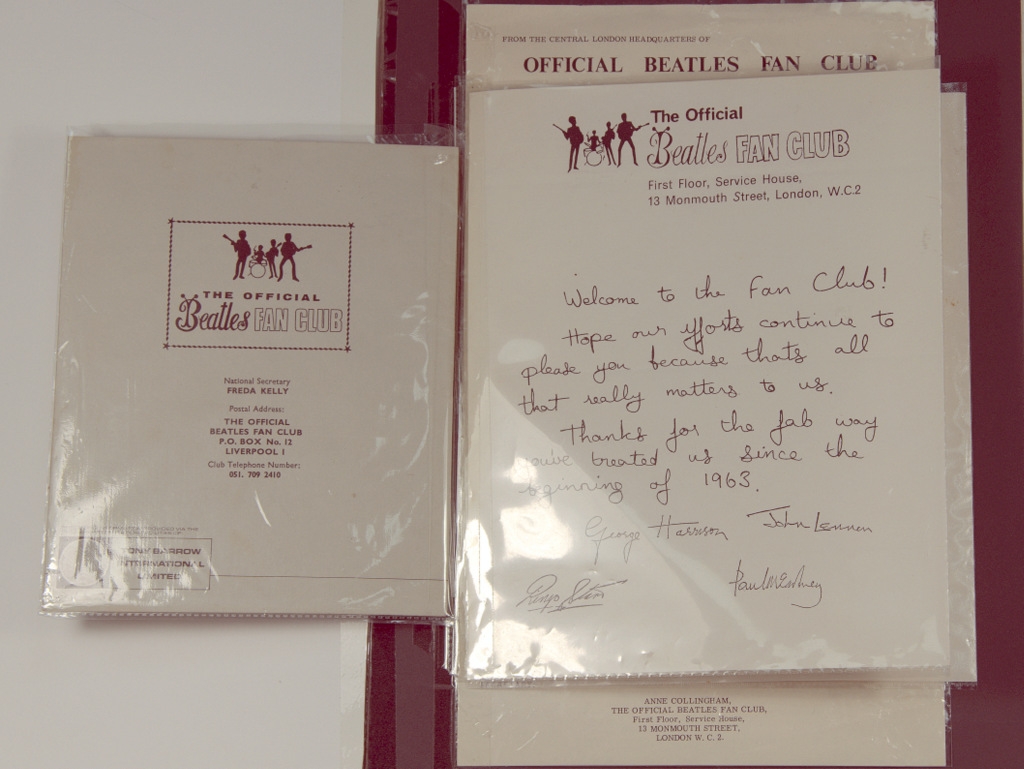 FROM THE CENTRAL LONDON HEADQUARTERS OF
OFFICIAL BEATLES FAN CLUB
The Official
Beatles FAN CLUB
First Floor, Service House,
13 Monmouth Street, London, W.C.2
Welcome to the Fan Club!
Hope our efforts continue to
please you because thats all
that really matters to us.
Thanks for the fab way
you've treated us since the
beginning of 1963.
George Harrison John Lennon
Ringo Starr Paul McCartney
ANNE COLLINGHAM,
THE OFFICIAL BEATLES FAN CLUB,
First Floor, Service House,
13 MONMOUTH STREET,
LONDON W. C. 2.
THE OFFICIAL
Beatles FAN CLUB
National Secretary
FREDA KELLY
Postal Address:
THE OFFICIAL
BEATLES FAN CLUB
P.O. BOX No. 12
LIVERPOOL 1
Club Telephone Number:
051. 709 2410
TONY BARROW
INTERNATIONAL
LIMITED